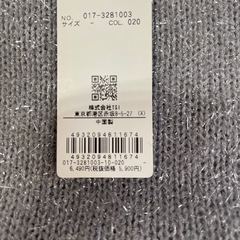 NO. 017-3281003
サイズ - COL. 020
株式会社TSI
東京都港区赤坂8-5-27 (X)
中国製
4932094811674
4932094811674
017-3281003-10-020
6,490円(税抜価格 5,900円)